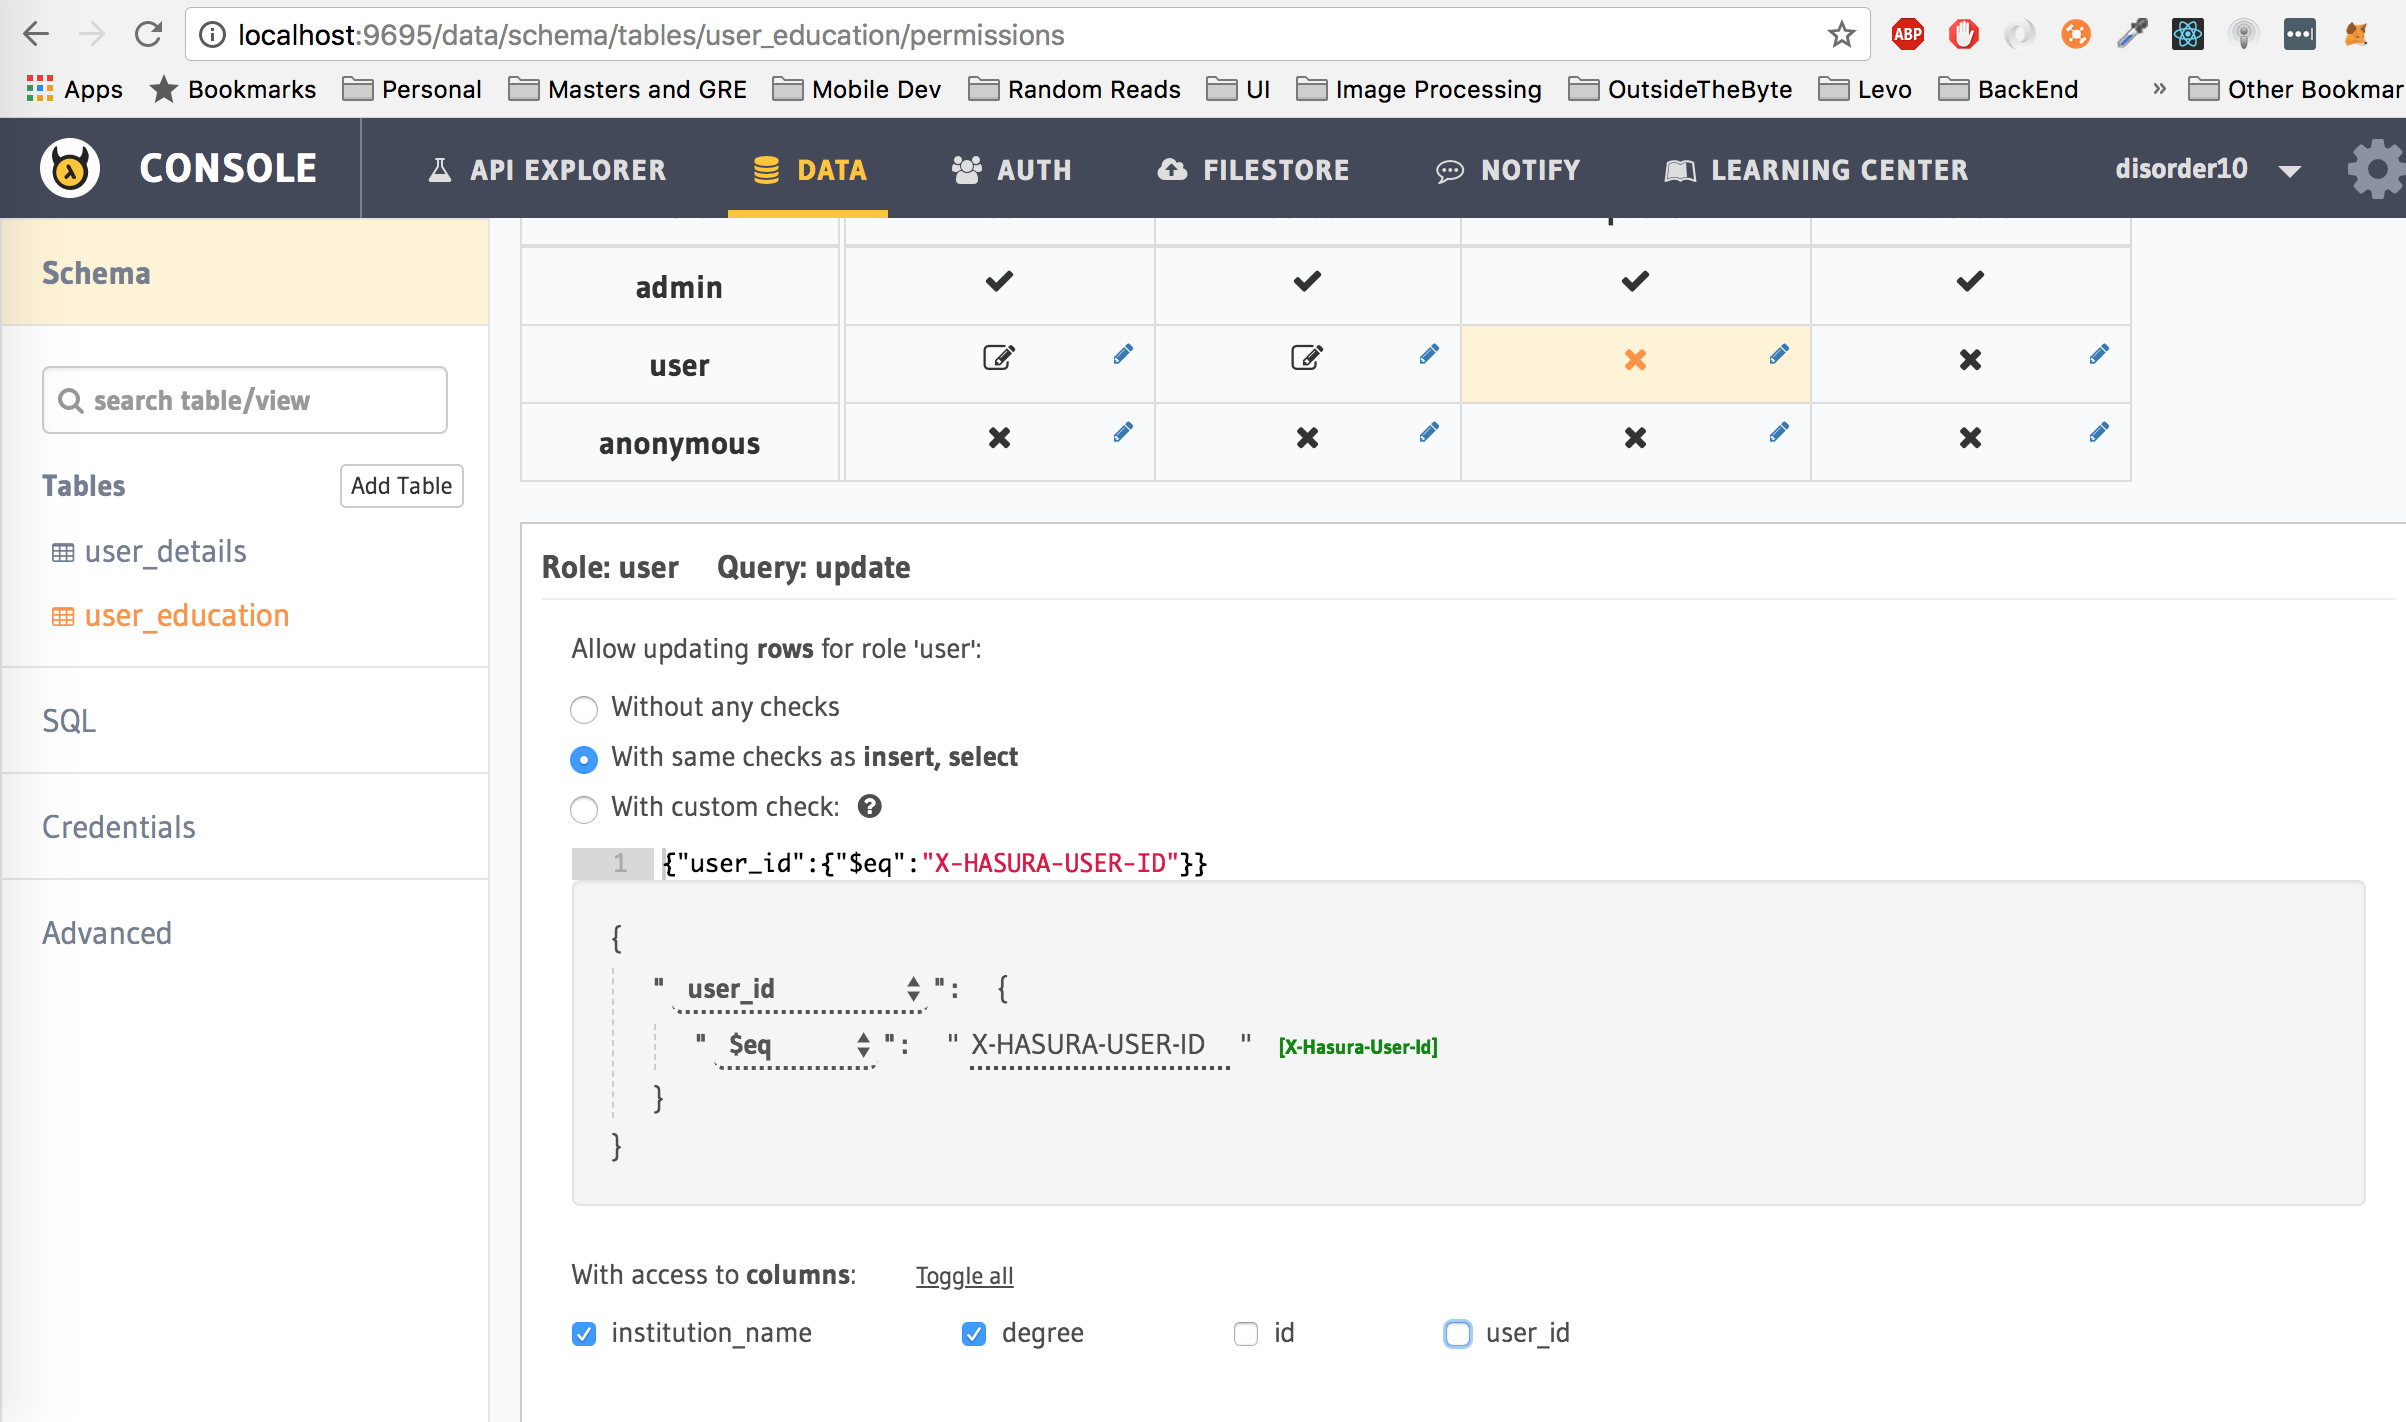 localhost:9695/data/schema/tables/user_education/permissions
ABP
Apps Bookmarks Personal Masters and GRE Mobile Dev Random Reads UI Image Processing OutsideTheByte Levo BackEnd » Other Bookmar
CONSOLE API EXPLORER DATA AUTH FILESTORE NOTIFY LEARNING CENTER disorder10
Schema
search table/view
Tables Add Table
user_details
user_education
SQL
Credentials
Advanced
admin
user
anonymous
Role: user Query: update
Allow updating rows for role 'user':
Without any checks
With same checks as insert, select
With custom check:
1 {"user_id":{"$eq":"X-HASURA-USER-ID"}}
{
" user_id ": {
" $eq ": " X-HASURA-USER-ID " [X-Hasura-User-Id]
}
}
With access to columns: Toggle all
institution_name degree id user_id